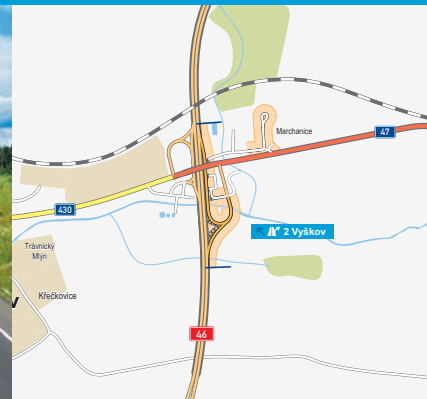 Marchanice
47
430
2 Vyškov
Trávnický
Mlýn
Křečkovice
46